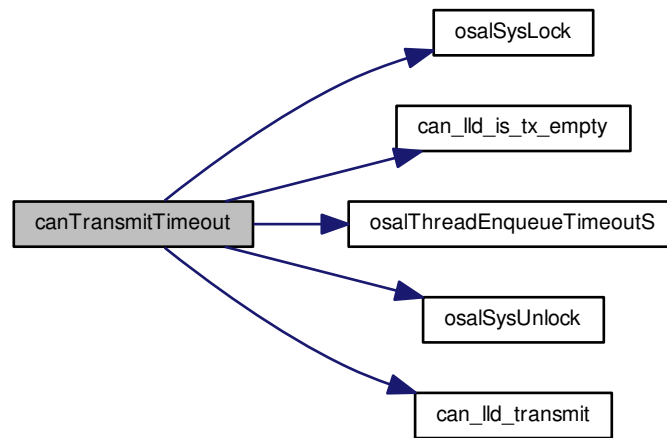 osalSysLock
can_lld_is_tx_empty
canTransmitTimeout
osalThreadEnqueueTimeoutS
osalSysUnlock
can_lld_transmit